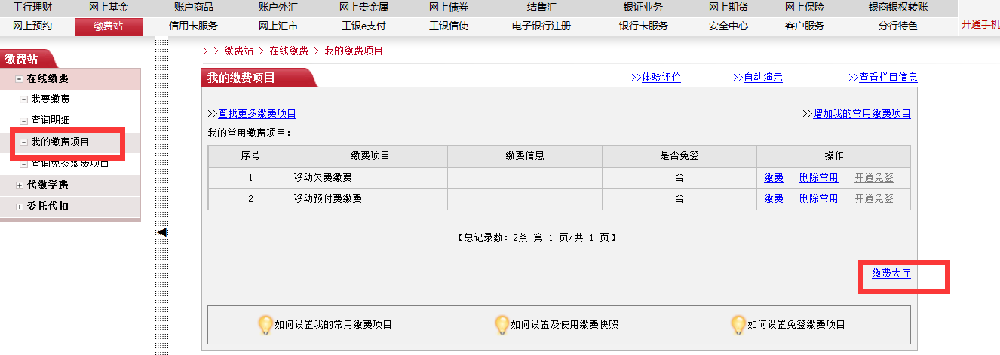 工行理财 网上基金 账户商品 账户外汇 网上贵金属 网上债券 结售汇 银证业务 网上期货 网上保险 银商银权转账
网上预约 缴费站 信用卡服务 网上汇市 工银e支付 工银信使 电子银行注册 银行卡服务 安全中心 客户服务 分行特色 开通手机
> > 缴费站 > 在线缴费 > 我的缴费项目
缴费站
在线缴费
我要缴费
查询明细
我的缴费项目
查询免签缴费项目
代缴学费
委托代扣
我的缴费项目 >>体验评价 >>自动演示 >>查看栏目信息
>>查找更多缴费项目 >>增加我的常用缴费项目
我的常用缴费项目：
序号 缴费项目 缴费信息 是否免签 操作
1 移动欠费缴费 否 缴费 删除常用 开通免签
2 移动预付费缴费 否 缴费 删除常用 开通免签
【总记录数：2条 第 1 页/共 1 页】
缴费大厅
如何设置我的常用缴费项目 如何设置及使用缴费快照 如何设置免签缴费项目